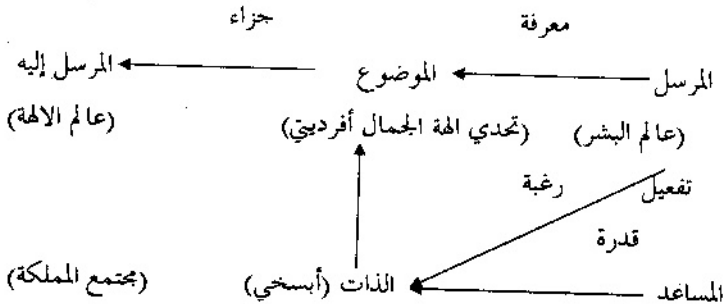 معرفة جزاء
المرسل الموضوع المرسل إليه
(عالم البشر) (تحدي الهة الجمال أفرديتي) (عالم الالهة)
تفعيل رغبة
قدرة
المساعد الذات (أبسخي) (مجتمع المملكة)